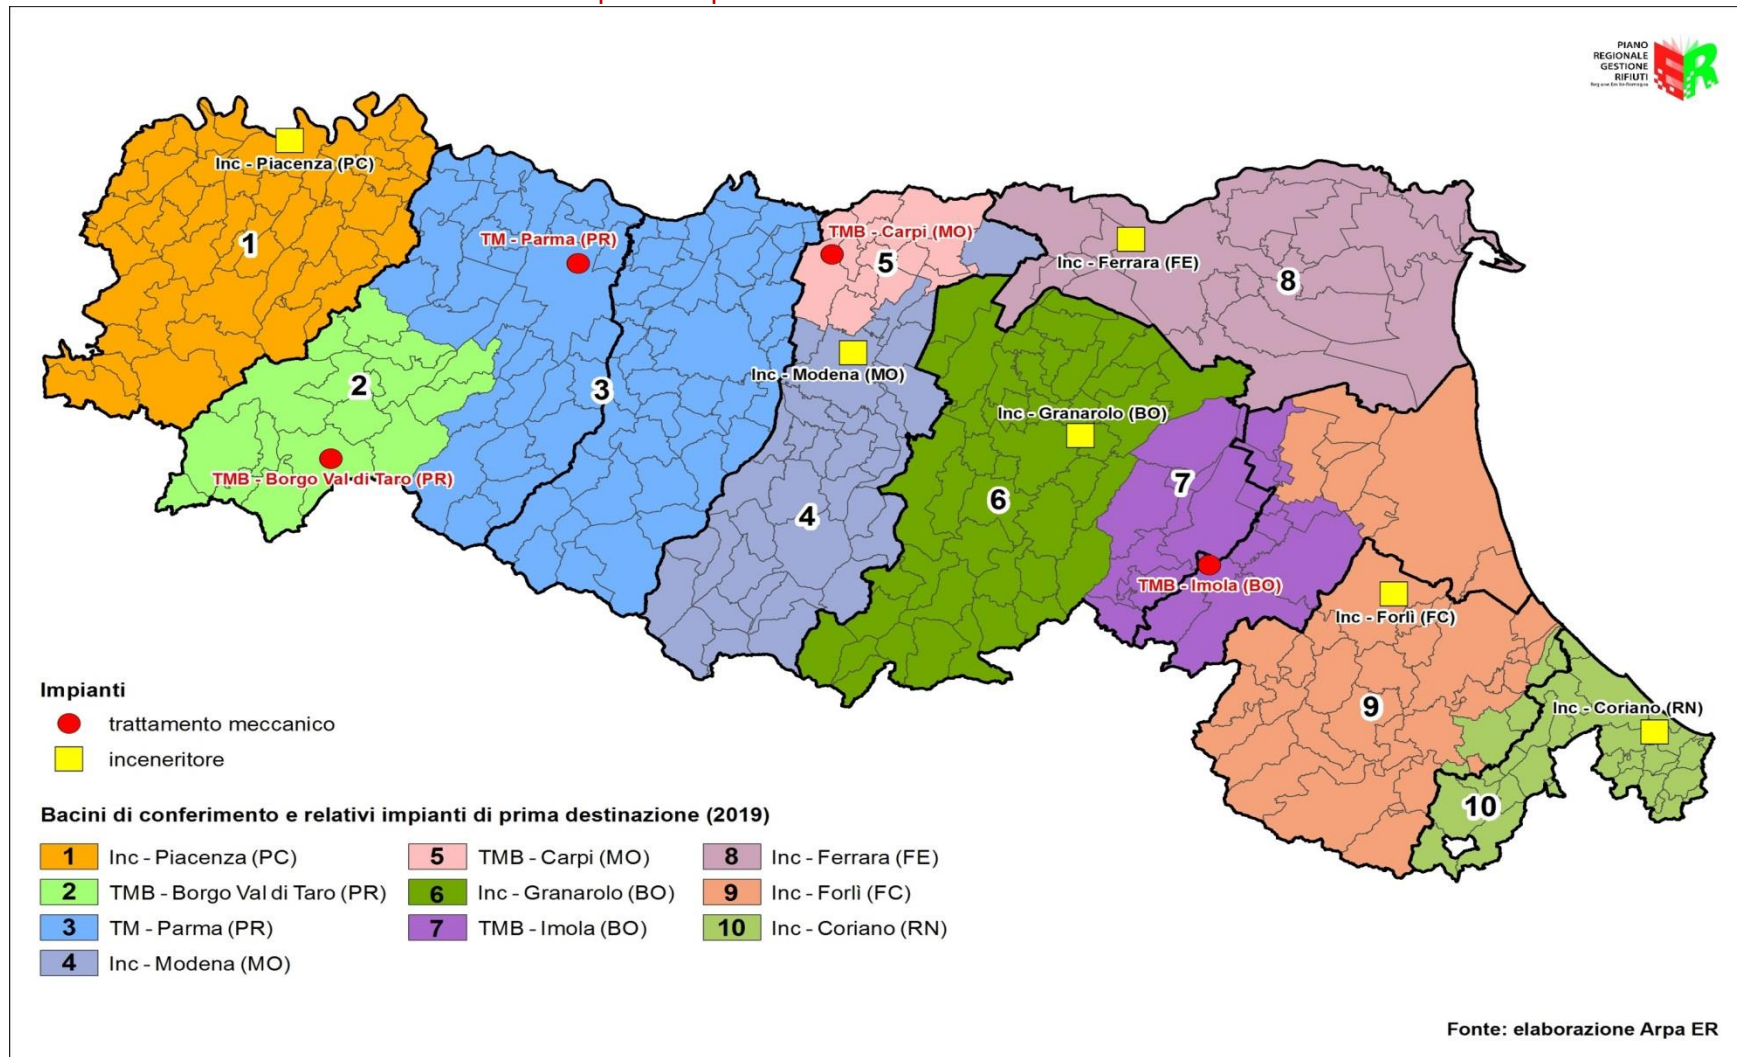 PIANO
REGIONALE
GESTIONE
RIFIUTI
Regione Emilia-Romagna
ER
Inc - Piacenza (PC)
1
TM - Parma (PR)
TMB - Carpi (MO)
5
Inc - Ferrara (FE)
8
2
3
Inc - Modena (MO)
Inc - Granarolo (BO)
TMB - Borgo Val di Taro (PR)
7
6
4
TMB - Imola (BO)
Inc - Forlì (FC)
9
Inc - Coriano (RN)
10
Impianti
trattamento meccanico
inceneritore
Bacini di conferimento e relativi impianti di prima destinazione (2019)
1 Inc - Piacenza (PC)
2 TMB - Borgo Val di Taro (PR)
3 TM - Parma (PR)
4 Inc - Modena (MO)
5 TMB - Carpi (MO)
6 Inc - Granarolo (BO)
7 TMB - Imola (BO)
8 Inc - Ferrara (FE)
9 Inc - Forlì (FC)
10 Inc - Coriano (RN)
Fonte: elaborazione Arpa ER